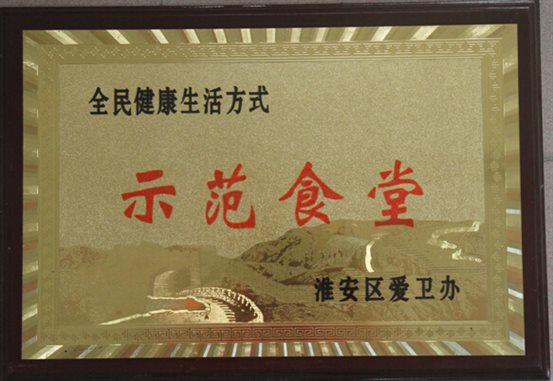 全民健康生活方式
示范食堂
淮安区爱卫办